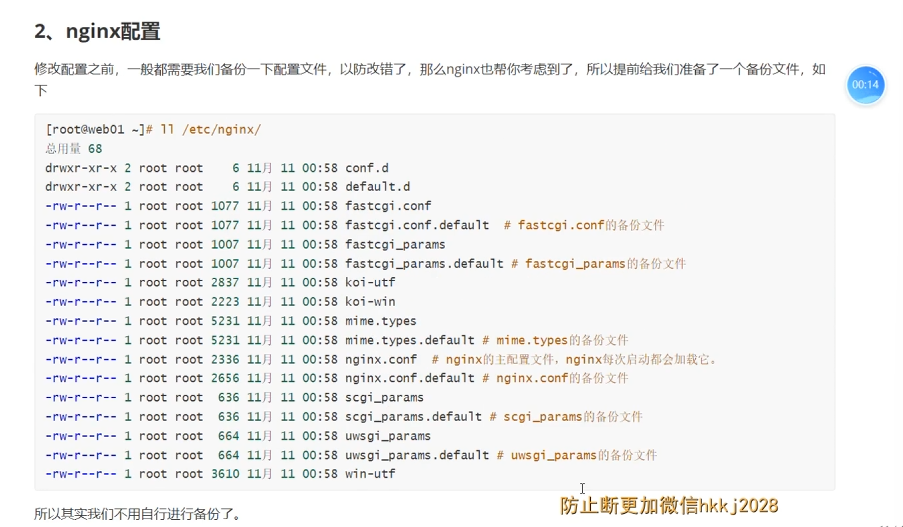 2、nginx配置
修改配置之前，一般都需要我们备份一下配置文件，以防改错了，那么nginx也帮你考虑到了，所以提前给我们准备了一个备份文件，如
下
00:14
[root@web01 ~]# ll /etc/nginx/
总用量 68
drwxr-xr-x 2 root root    6 11月 11 00:58 conf.d
drwxr-xr-x 2 root root    6 11月 11 00:58 default.d
-rw-r--r-- 1 root root 1077 11月 11 00:58 fastcgi.conf
-rw-r--r-- 1 root root 1077 11月 11 00:58 fastcgi.conf.default  # fastcgi.conf的备份文件
-rw-r--r-- 1 root root 1007 11月 11 00:58 fastcgi_params
-rw-r--r-- 1 root root 1007 11月 11 00:58 fastcgi_params.default # fastcgi_params的备份文件
-rw-r--r-- 1 root root 2837 11月 11 00:58 koi-utf
-rw-r--r-- 1 root root 2223 11月 11 00:58 koi-win
-rw-r--r-- 1 root root 5231 11月 11 00:58 mime.types
-rw-r--r-- 1 root root 5231 11月 11 00:58 mime.types.default # mime.types的备份文件
-rw-r--r-- 1 root root 2336 11月 11 00:58 nginx.conf  # nginx的主配置文件，nginx每次启动都会加载它。
-rw-r--r-- 1 root root 2656 11月 11 00:58 nginx.conf.default # nginx.conf的备份文件
-rw-r--r-- 1 root root  636 11月 11 00:58 scgi_params
-rw-r--r-- 1 root root  636 11月 11 00:58 scgi_params.default # scgi_params的备份文件
-rw-r--r-- 1 root root  664 11月 11 00:58 uwsgi_params
-rw-r--r-- 1 root root  664 11月 11 00:58 uwsgi_params.default # uwsgi_params的备份文件
-rw-r--r-- 1 root root 3610 11月 11 00:58 win-utf
所以其实我们不用自行进行备份了。
防止断更加微信hkkj2028